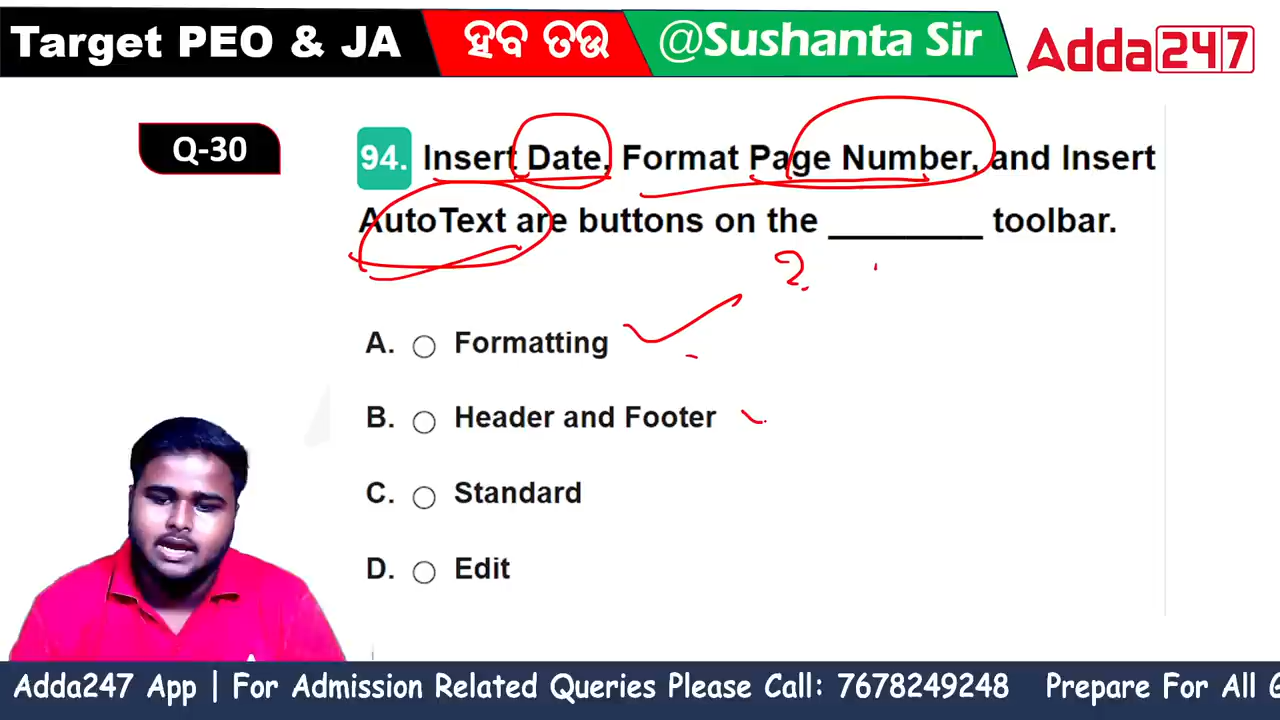 Target PEO & JA
ହବ ତଉ
@Sushanta Sir
Adda247
Q-30
94. Insert Date, Format Page Number, and Insert
AutoText are buttons on the ________ toolbar.
?
A. Formatting
B. Header and Footer
C. Standard
D. Edit
Adda247 App | For Admission Related Queries Please Call: 7678249248 Prepare For All G